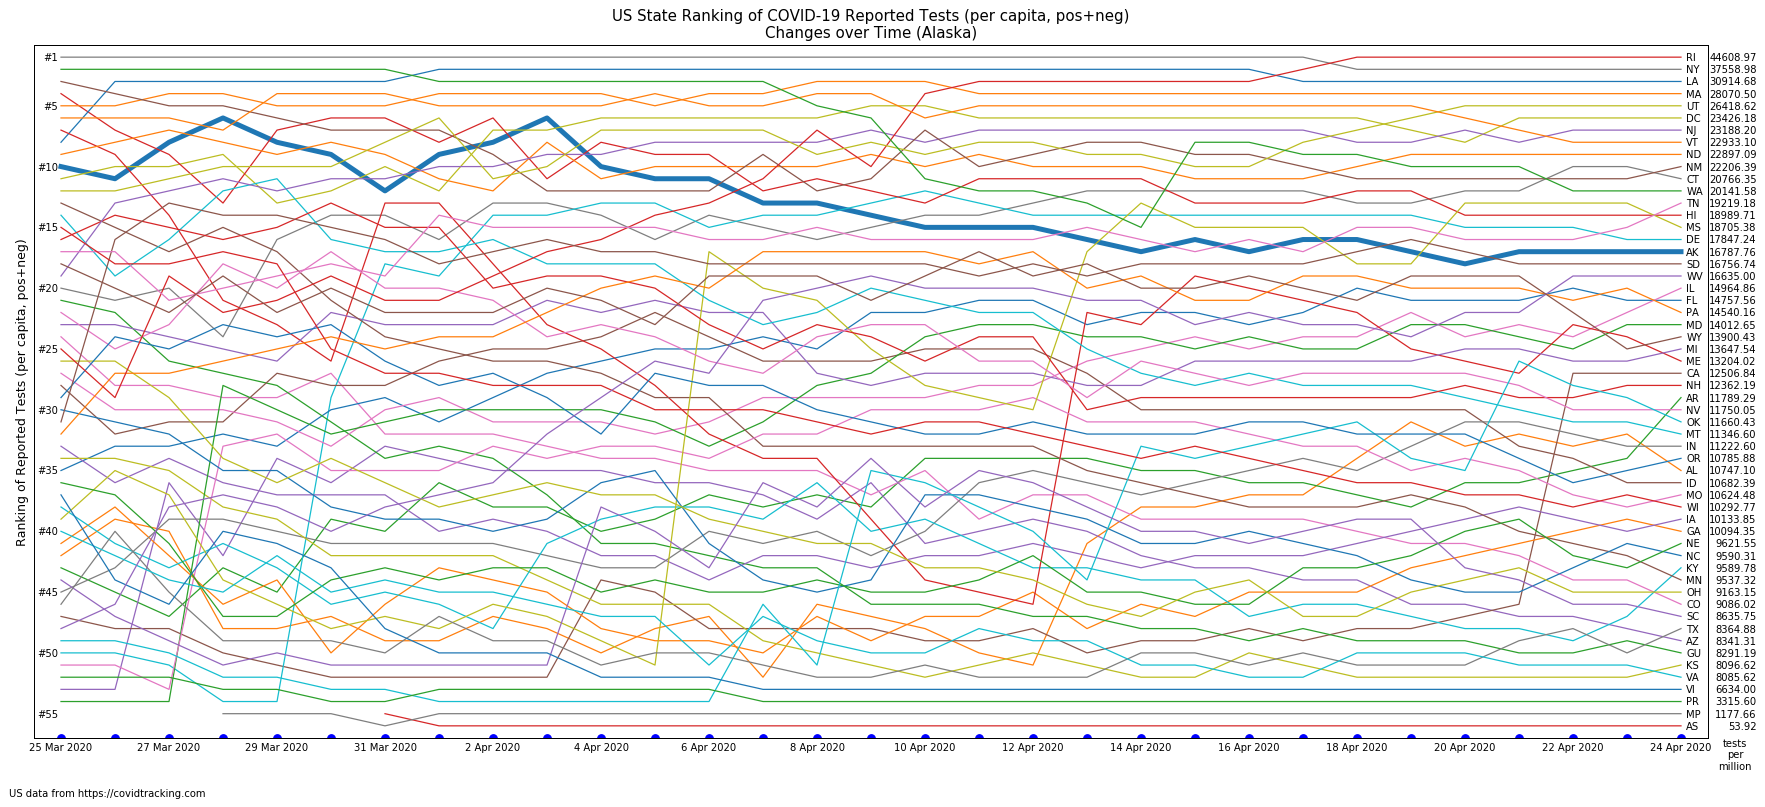 US State Ranking of COVID-19 Reported Tests (per capita, pos+neg)
Changes over Time (Alaska)
Ranking of Reported Tests (per capita, pos+neg)
#1
#5
#10
#15
#20
#25
#30
#35
#40
#45
#50
#55
RI 44608.97
NY 37558.98
LA 30914.68
MA 28070.50
UT 26418.62
DC 23426.18
NJ 23188.20
VT 22933.10
ND 22897.09
NM 22206.39
CT 20766.35
WA 20141.58
TN 19219.18
HI 18989.71
MS 18705.38
DE 17847.24
AK 16787.76
SD 16756.74
WV 16635.00
IL 14964.86
FL 14757.56
PA 14540.16
MD 14012.65
WY 13900.43
MI 13647.54
ME 13204.02
CA 12506.84
NH 12362.19
AR 11789.29
NV 11750.05
OK 11660.43
MT 11346.60
IN 11222.60
OR 10785.88
AL 10747.10
ID 10682.39
MO 10624.48
WI 10292.77
IA 10133.85
GA 10094.35
NE 9621.55
NC 9590.31
KY 9589.78
MN 9537.32
OH 9163.15
CO 9086.02
SC 8635.75
TX 8364.88
AZ 8341.31
GU 8291.19
KS 8096.62
VA 8085.62
VI 6634.00
PR 3315.60
MP 1177.66
AS 53.92
25 Mar 2020 27 Mar 2020 29 Mar 2020 31 Mar 2020 2 Apr 2020 4 Apr 2020 6 Apr 2020 8 Apr 2020 10 Apr 2020 12 Apr 2020 14 Apr 2020 16 Apr 2020 18 Apr 2020 20 Apr 2020 22 Apr 2020 24 Apr 2020
tests
per
million
US data from https://covidtracking.com